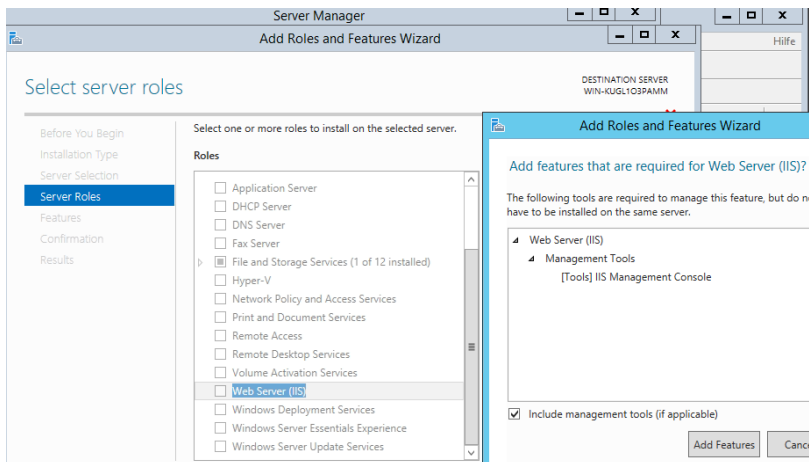 Server Manager
Add Roles and Features Wizard
Hilfe
Select server roles
DESTINATION SERVER
WIN-KUGL1O3PAMM
Before You Begin
Installation Type
Server Selection
Server Roles
Features
Confirmation
Results
Select one or more roles to install on the selected server.
Roles
Application Server
DHCP Server
DNS Server
Fax Server
File and Storage Services (1 of 12 installed)
Hyper-V
Network Policy and Access Services
Print and Document Services
Remote Access
Remote Desktop Services
Volume Activation Services
Web Server (IIS)
Windows Deployment Services
Windows Server Essentials Experience
Windows Server Update Services
Add Roles and Features Wizard
Add features that are required for Web Server (IIS)?
The following tools are required to manage this feature, but do n
have to be installed on the same server.
Web Server (IIS)
Management Tools
[Tools] IIS Management Console
Include management tools (if applicable)
Add Features
Canc